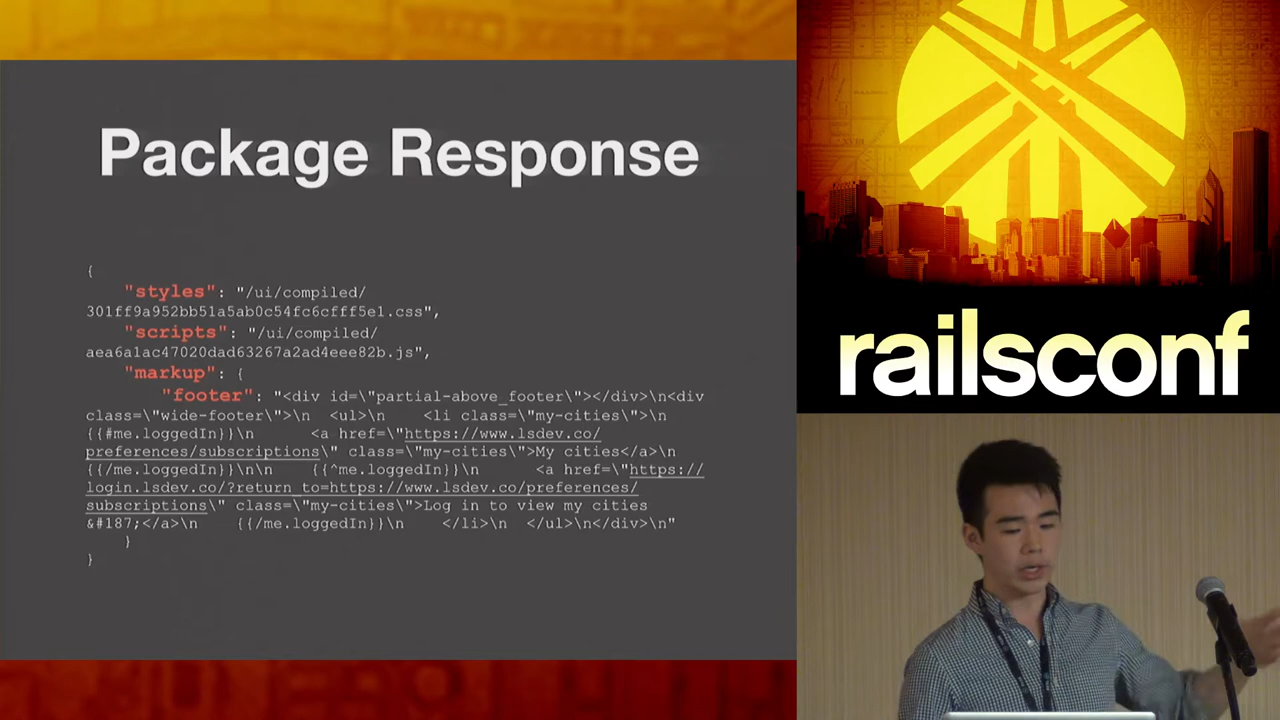 Package Response
{
"styles": "/ui/compiled/
301ff9a952bb51a5ab0c54fc6cfff5e1.css",
"scripts": "/ui/compiled/
aea6a1ac47020dad63267a2ad4eee82b.js",
"markup": {
"footer": "<div id=\"partial-above_footer\"></div>\n<div
class=\"wide-footer\">\n  <ul>\n    <li class=\"my-cities\">\n
{{#me.loggedIn}}\n      <a href=\"https://www.lsdev.co/
preferences/subscriptions\" class=\"my-cities\">My cities</a>\n
{{/me.loggedIn}}\n\n    {{^me.loggedIn}}\n      <a href=\"https://
login.lsdev.co/?return_to=https://www.lsdev.co/preferences/
subscriptions\" class=\"my-cities\">Log in to view my cities
&#187;</a>\n    {{/me.loggedIn}}\n    </li>\n  </ul>\n</div>\n"
}
}
railsconf